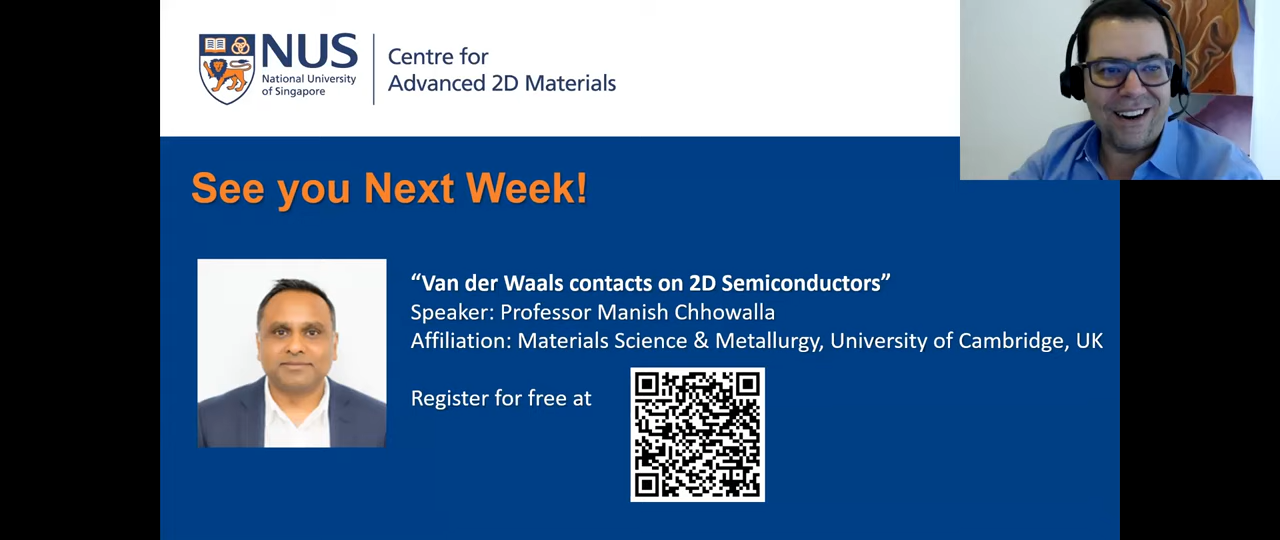 NUS
National University
of Singapore
Centre for
Advanced 2D Materials
See you Next Week!
“Van der Waals contacts on 2D Semiconductors”
Speaker: Professor Manish Chhowalla
Affiliation: Materials Science & Metallurgy, University of Cambridge, UK
Register for free at